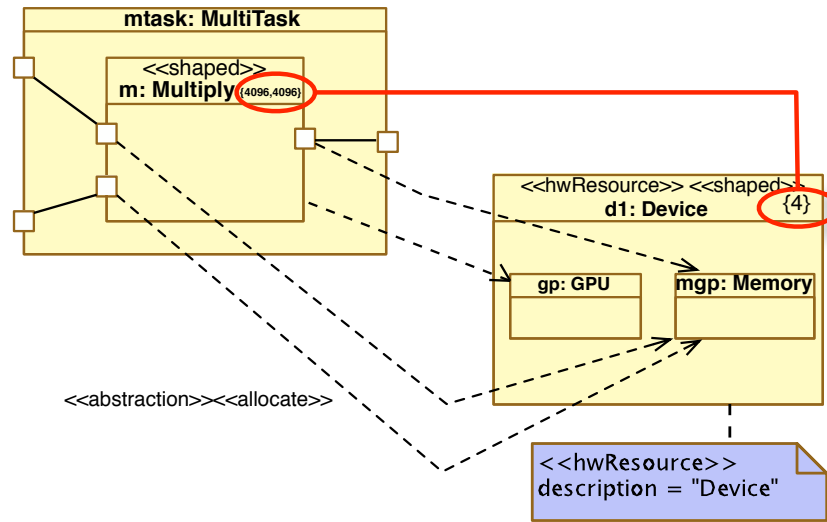 mtask: MultiTask
<<shaped>>
m: Multiply {4096,4096}
<<hwResource>> <<shaped>>
d1: Device {4}
gp: GPU
mgp: Memory
<<abstraction>><<allocate>>
<<hwResource>>
description = "Device"